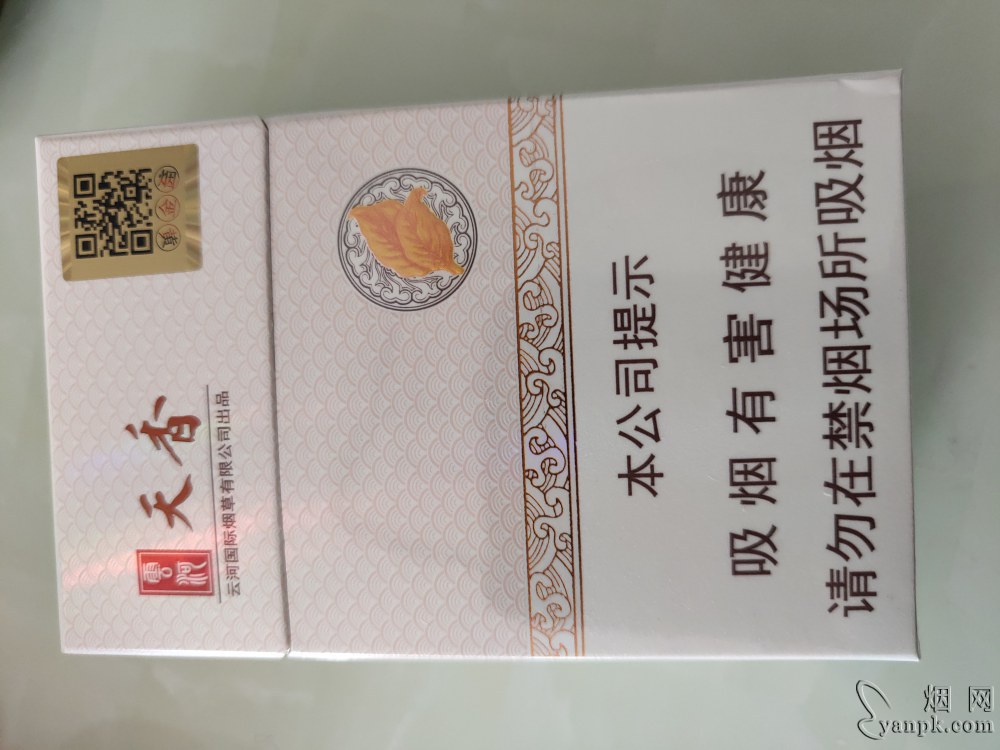 雲河
天香
云河国际烟草有限公司出品
本公司提示
吸烟有害健康
请勿在禁烟场所吸烟
烟网
yanpk.com